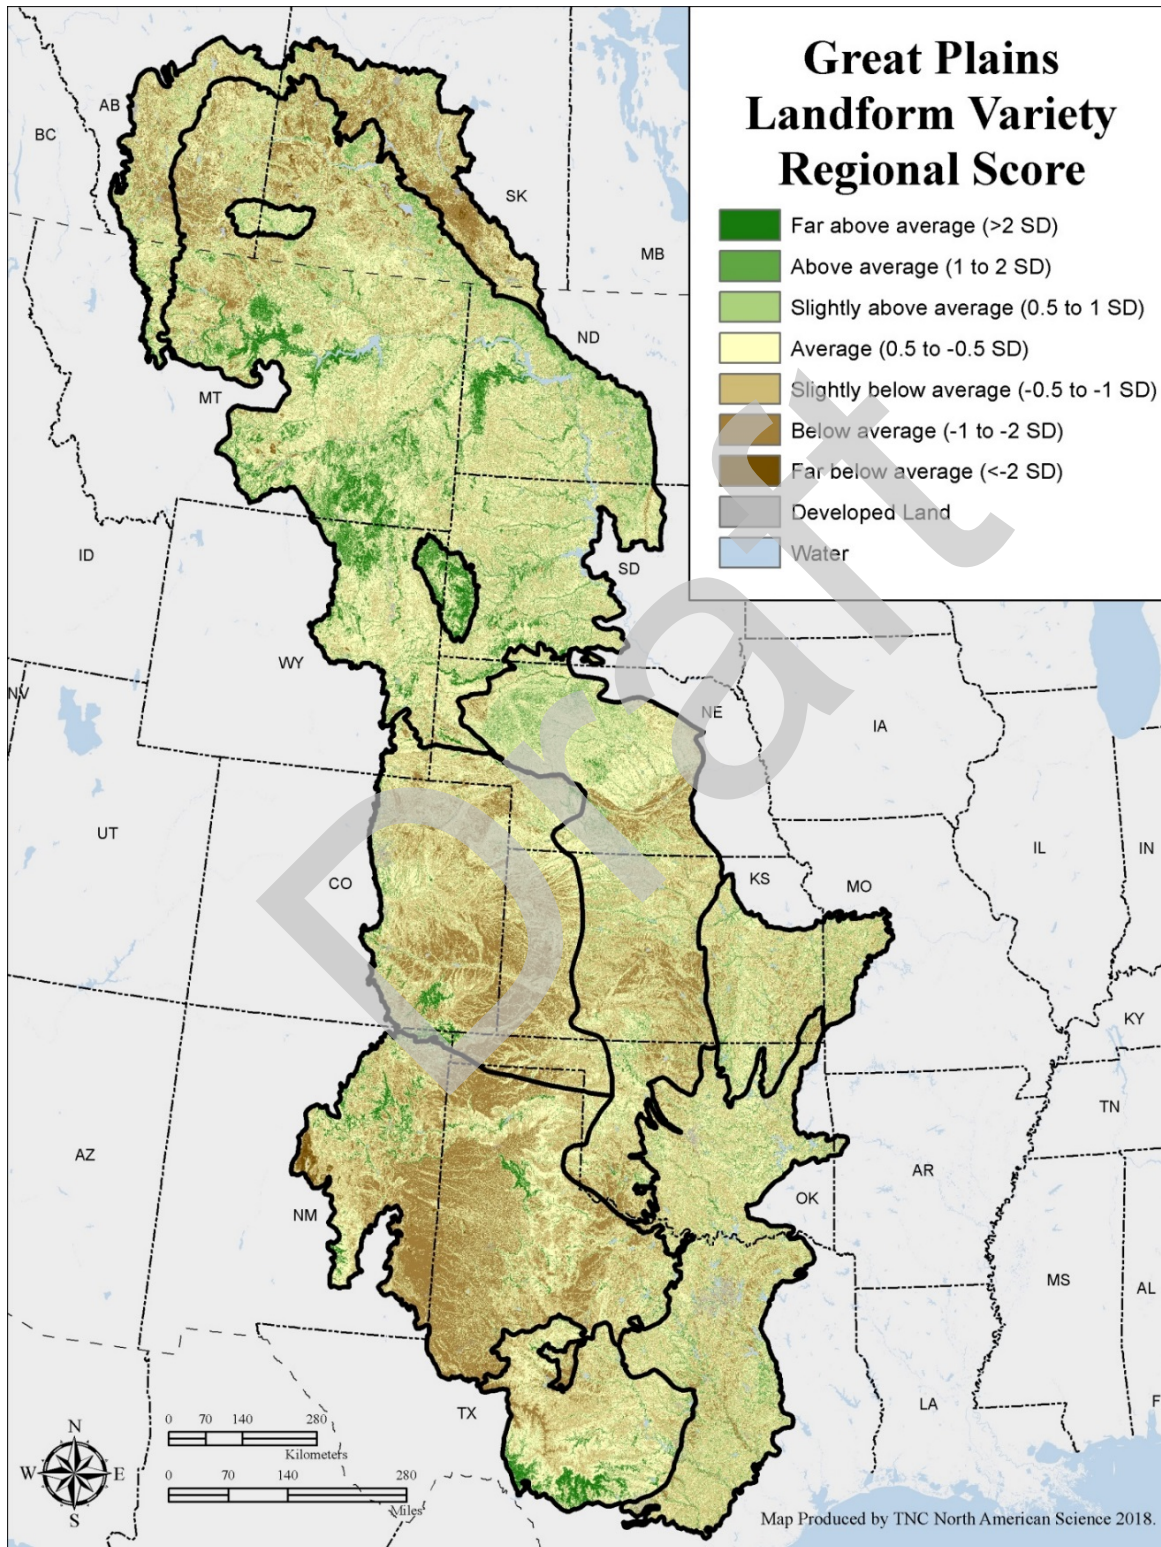 Great Plains
Landform Variety
Regional Score
Far above average (>2 SD)
Above average (1 to 2 SD)
Slightly above average (0.5 to 1 SD)
Average (0.5 to -0.5 SD)
Slightly below average (-0.5 to -1 SD)
Below average (-1 to -2 SD)
Far below average (<-2 SD)
Developed Land
Water
AB
BC
SK
MB
ND
MT
ID
SD
WY
NV
NE
IA
UT
IL
IN
CO
KS
MO
KY
TN
AZ
AR
OK
NM
MS
AL
LA
TX
F
Draft
N
W
E
S
0 70 140 280
Kilometers
0 70 140 280
Miles
Map Produced by TNC North American Science 2018.